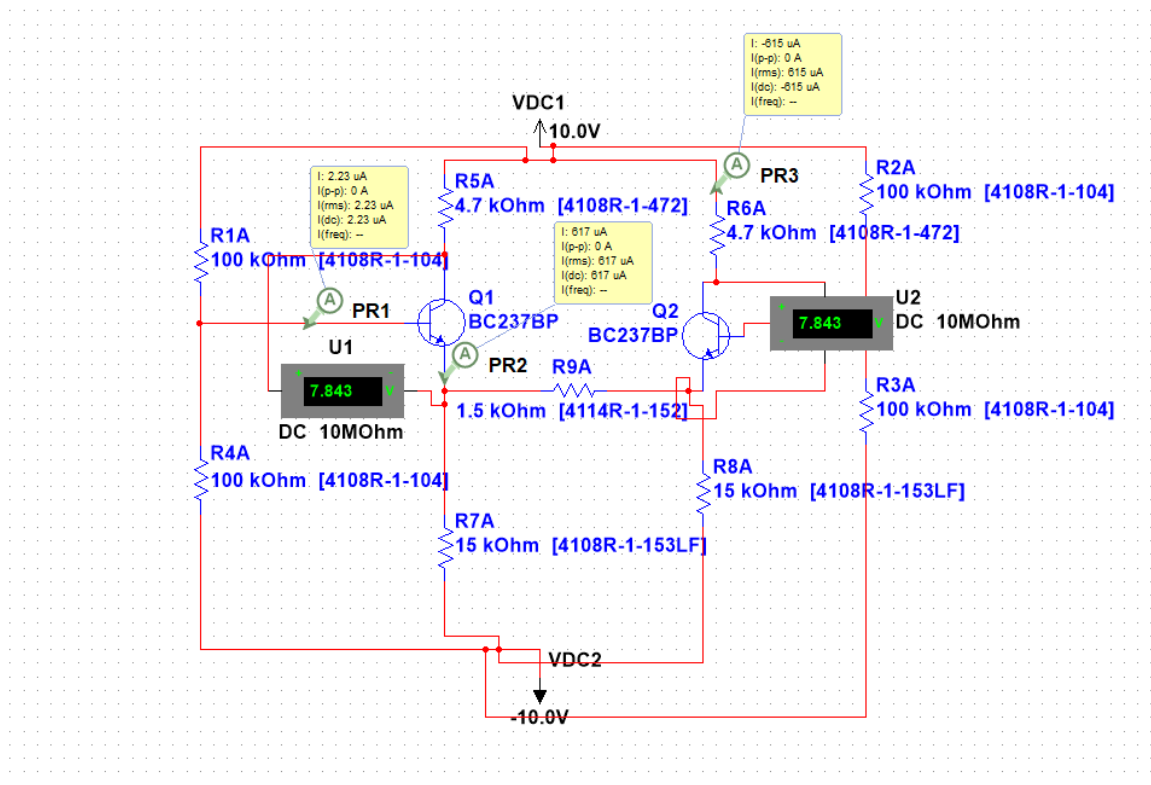 I: -615 uA
I(p-p): 0 A
I(rms): 615 uA
I(dc): -615 uA
I(freq): --
VDC1
10.0V
A
PR3
R2A
100 kOhm [4108R-1-104]
I: 2.23 uA
I(p-p): 0 A
I(rms): 2.23 uA
I(dc): 2.23 uA
I(freq): --
R5A
4.7 kOhm [4108R-1-472]
R6A
4.7 kOhm [4108R-1-472]
I: 617 uA
I(p-p): 0 A
I(rms): 617 uA
I(dc): 617 uA
I(freq): --
R1A
100 kOhm [4108R-1-104]
A
PR1
Q1
BC237BP
Q2
BC237BP
U2
DC 10MOhm
+
7.843 V
-
U1
A
PR2
R9A
1.5 kOhm [4114R-1-152]
+ -
7.843 V
DC 10MOhm
R3A
100 kOhm [4108R-1-104]
R4A
100 kOhm [4108R-1-104]
R8A
15 kOhm [4108R-1-153LF]
R7A
15 kOhm [4108R-1-153LF]
VDC2
-10.0V